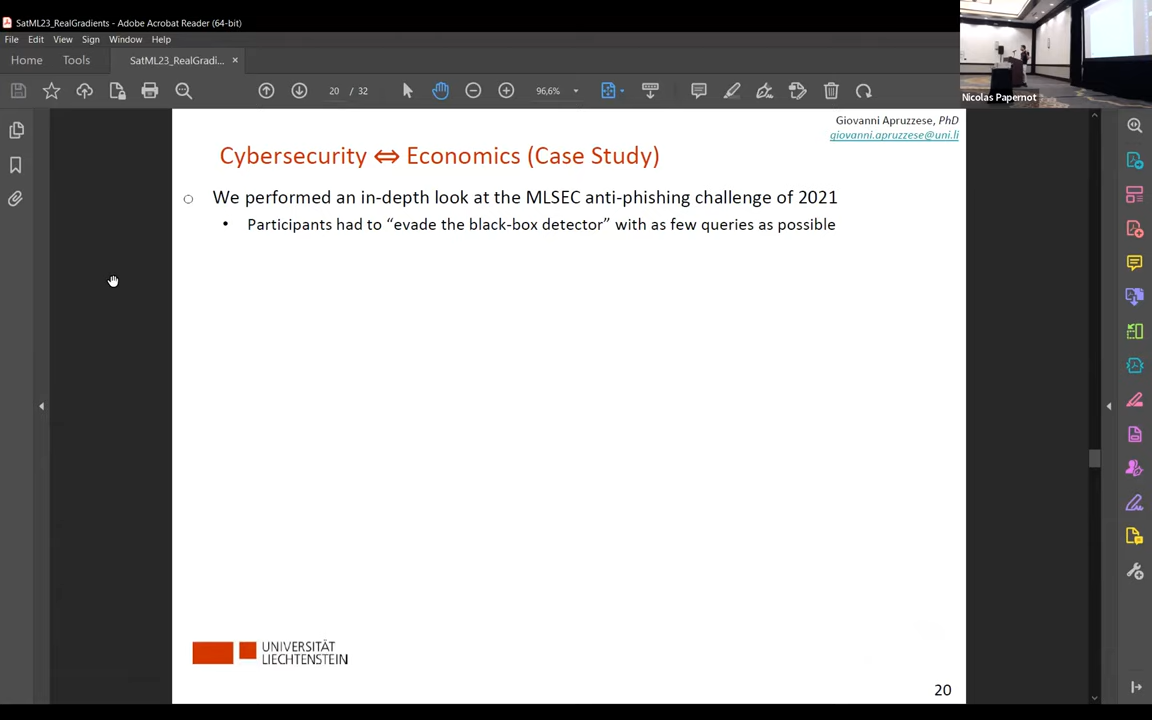 SatML23_RealGradients - Adobe Acrobat Reader (64-bit)
File Edit View Sign Window Help
Home Tools SatML23_RealGradi... ×
20 / 32 96,6%
Nicolas Papernot
Giovanni Apruzzese, PhD
giovanni.apruzzese@uni.li
Cybersecurity ⇔ Economics (Case Study)
We performed an in-depth look at the MLSEC anti-phishing challenge of 2021
Participants had to “evade the black-box detector” with as few queries as possible
UNIVERSITÄT
LIECHTENSTEIN
20